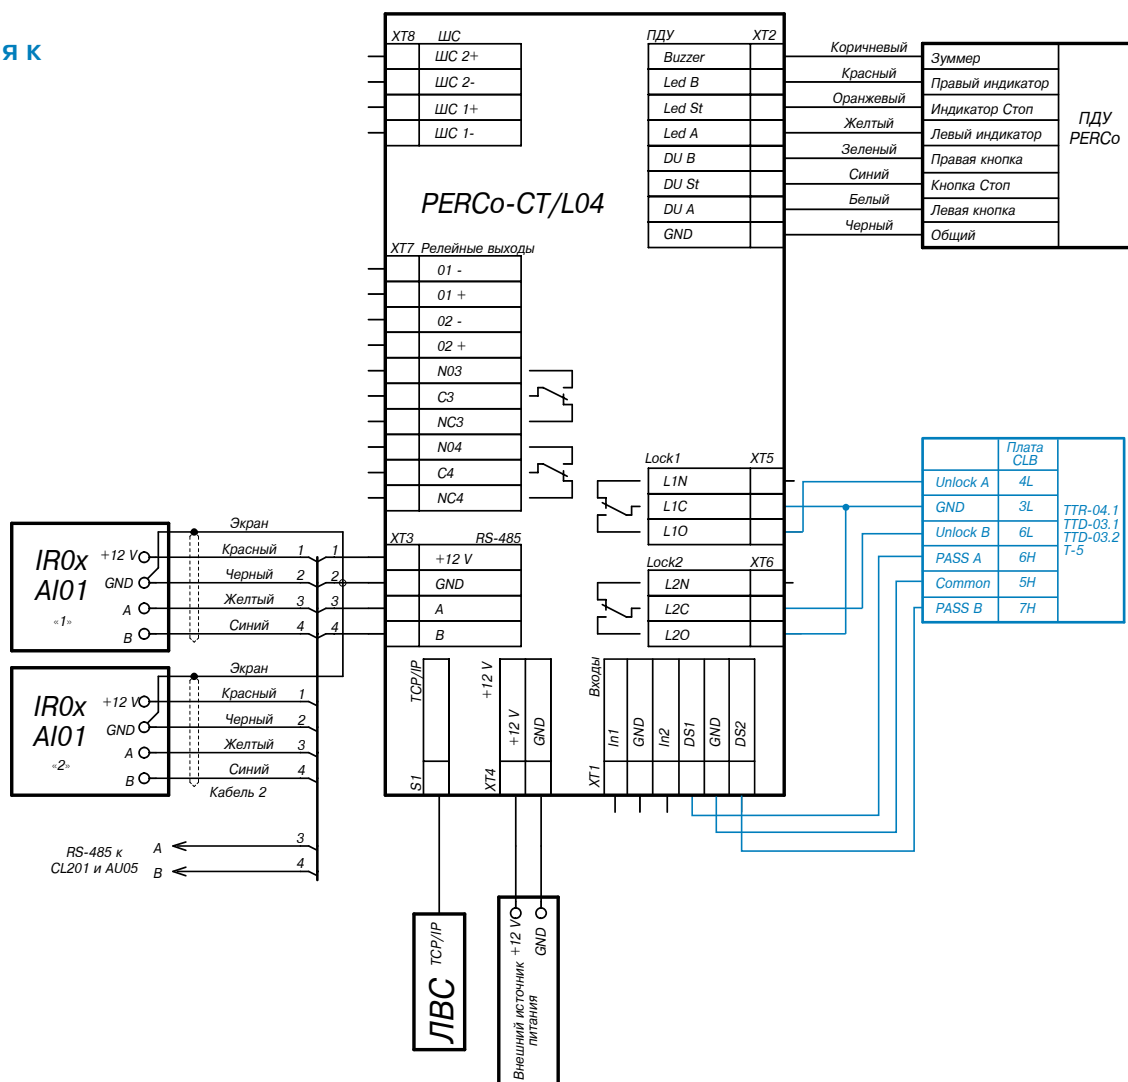 я к
XT8 ШС
ШС 2+
ШС 2-
ШС 1+
ШС 1-
ПДУ XT2
Buzzer
Led B
Led St
Led A
DU B
DU St
DU A
GND
Коричневый
Красный
Оранжевый
Желтый
Зеленый
Синий
Белый
Черный
Зуммер
Правый индикатор
Индикатор Стоп
Левый индикатор
Правая кнопка
Кнопка Стоп
Левая кнопка
Общий
ПДУ
PERCo
PERCo-CT/L04
XT7 Релейные выходы
01 -
01 +
02 -
02 +
N03
C3
NC3
N04
C4
NC4
XT3 RS-485
+12 V
GND
A
B
Lock1 XT5
L1N
L1C
L1O
Lock2 XT6
L2N
L2C
L2O
Плата
CLB
Unlock A 4L
GND 3L
Unlock B 6L
PASS A 6H
Common 5H
PASS B 7H
TTR-04.1
TTD-03.1
TTD-03.2
T-5
IR0x
AI01
«1»
+12 V
GND
A
B
Экран
Красный 1 1
Черный 2 2
Желтый 3 3
Синий 4 4
IR0x
AI01
«2»
+12 V
GND
A
B
Экран
Красный 1
Черный 2
Желтый 3
Синий 4
Кабель 2
RS-485 к
CL201 и AU05
A 3
B 4
S1 TCP/IP
XT4 +12 V
+12 V
GND
XT1 Входы
In1
GND
In2
DS1
GND
DS2
ЛВС TCP/IP
Внешний источник
питания
+12 V
GND